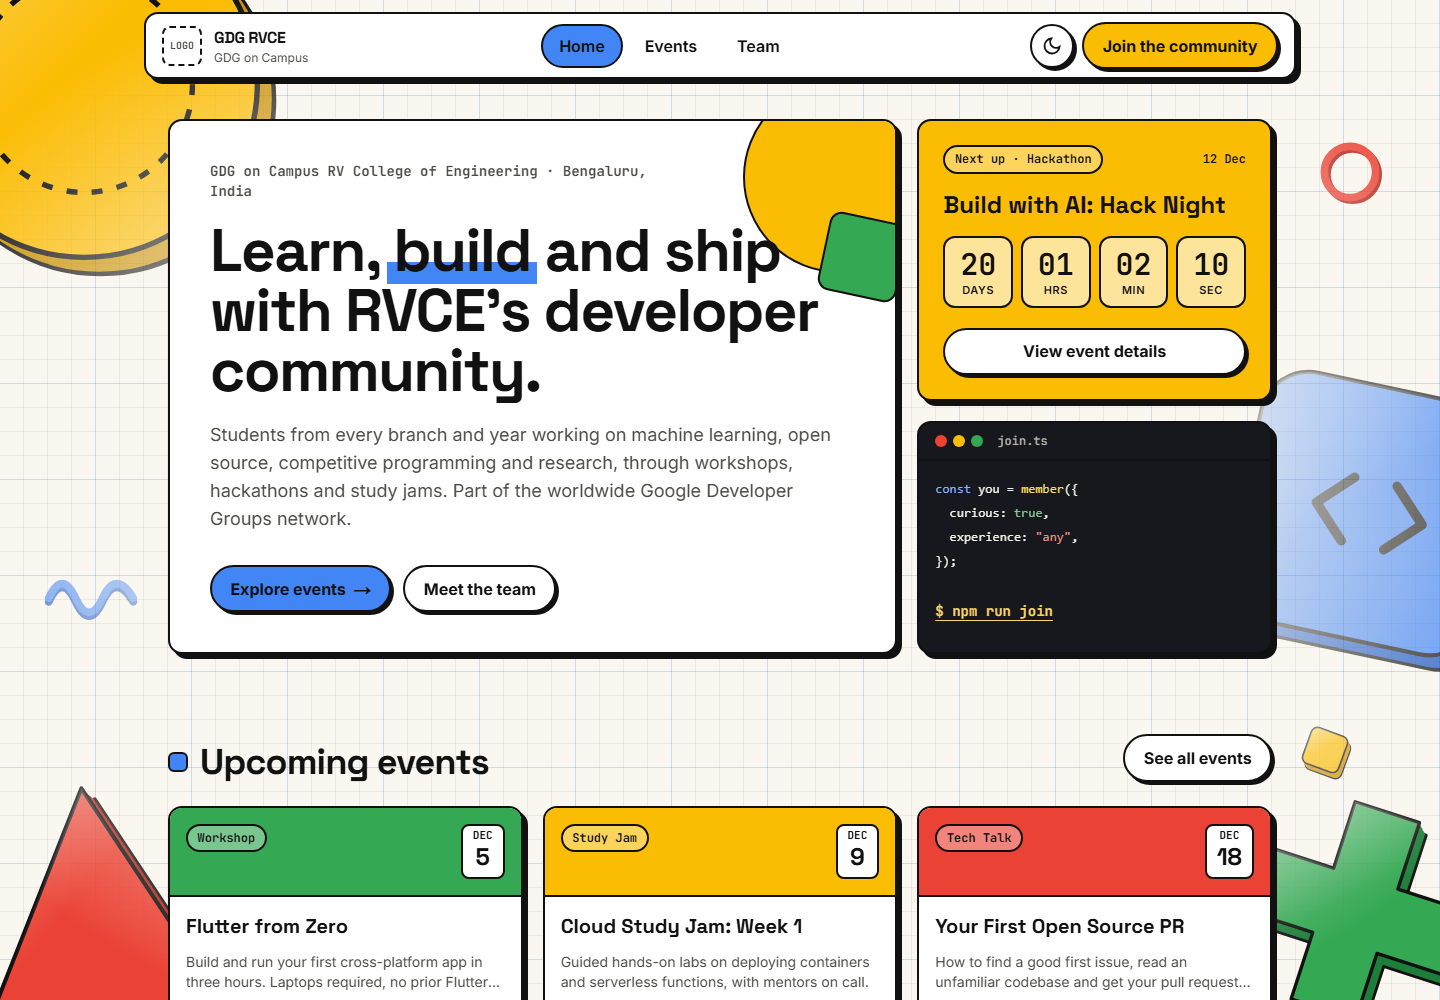 LOGO
GDG RVCE
GDG on Campus
Home
Events
Team
Join the community
GDG on Campus RV College of Engineering · Bengaluru,
India
Learn, build and ship
with RVCE’s developer
community.
Students from every branch and year working on machine learning, open
source, competitive programming and research, through workshops,
hackathons and study jams. Part of the worldwide Google Developer
Groups network.
Explore events →
Meet the team
Next up · Hackathon
12 Dec
Build with AI: Hack Night
20
DAYS
01
HRS
02
MIN
10
SEC
View event details
join.ts
const you = member({
  curious: true,
  experience: "any",
});
$ npm run join
Upcoming events
See all events
Workshop
DEC
5
Flutter from Zero
Build and run your first cross-platform app in
three hours. Laptops required, no prior Flutter...
Study Jam
DEC
9
Cloud Study Jam: Week 1
Guided hands-on labs on deploying containers
and serverless functions, with mentors on call.
Tech Talk
DEC
18
Your First Open Source PR
How to find a good first issue, read an
unfamiliar codebase and get your pull request...